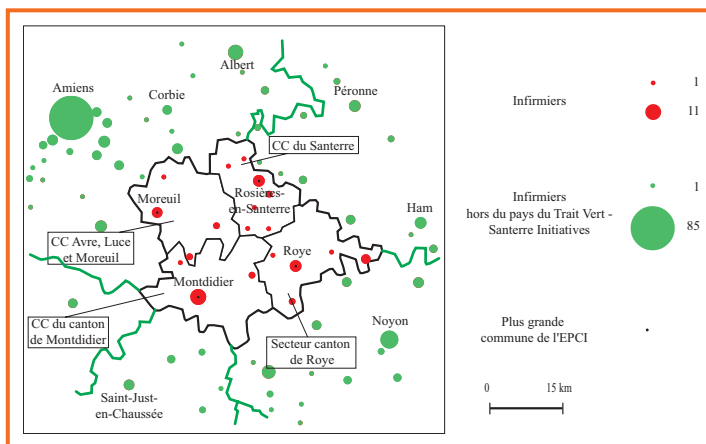 Albert
Amiens
Corbie
Péronne
CC du Santerre
Moreuil
Rosières-
en-Santerre
Ham
CC Avre, Luce
et Moreuil
Roye
Montdidier
CC du canton
de Montdidier
Secteur canton
de Roye
Noyon
Saint-Just-
en-Chaussée
Infirmiers
1
11
Infirmiers
hors du pays du Trait Vert -
Santerre Initiatives
1
85
Plus grande
commune de l'EPCI
0 15 km